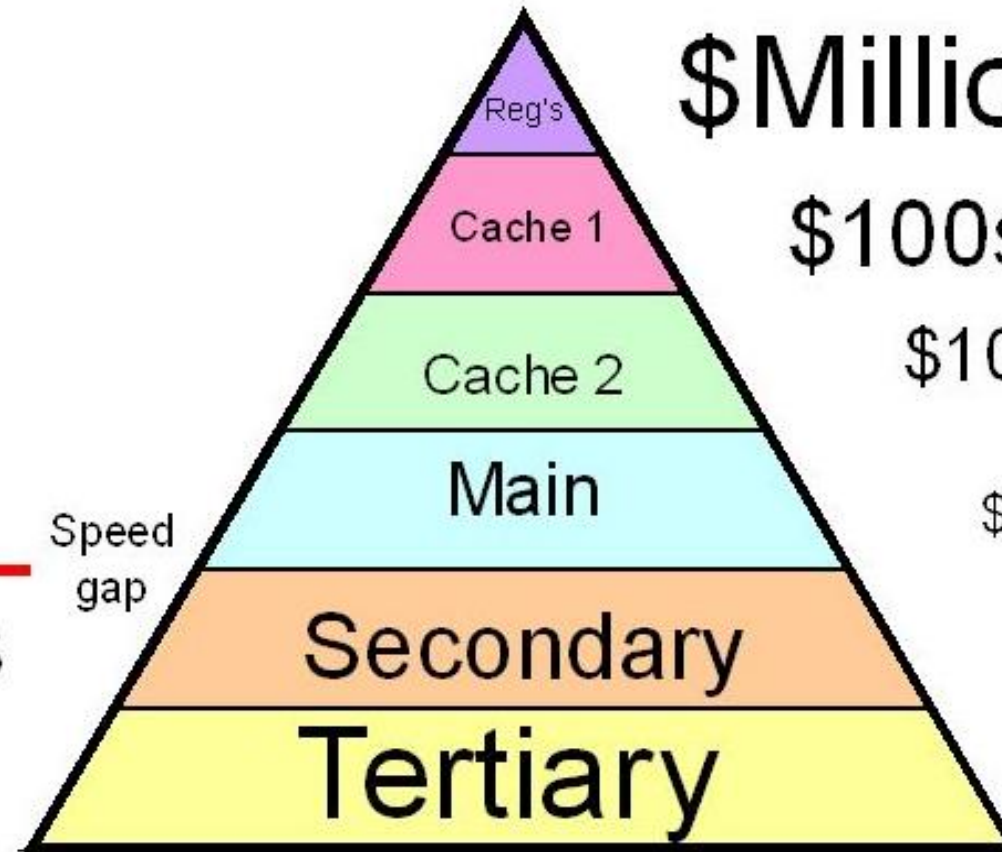 Reg's
$Millio
Cache 1
$100s
Cache 2
$10
Main
$
Speed
gap
Secondary
Tertiary